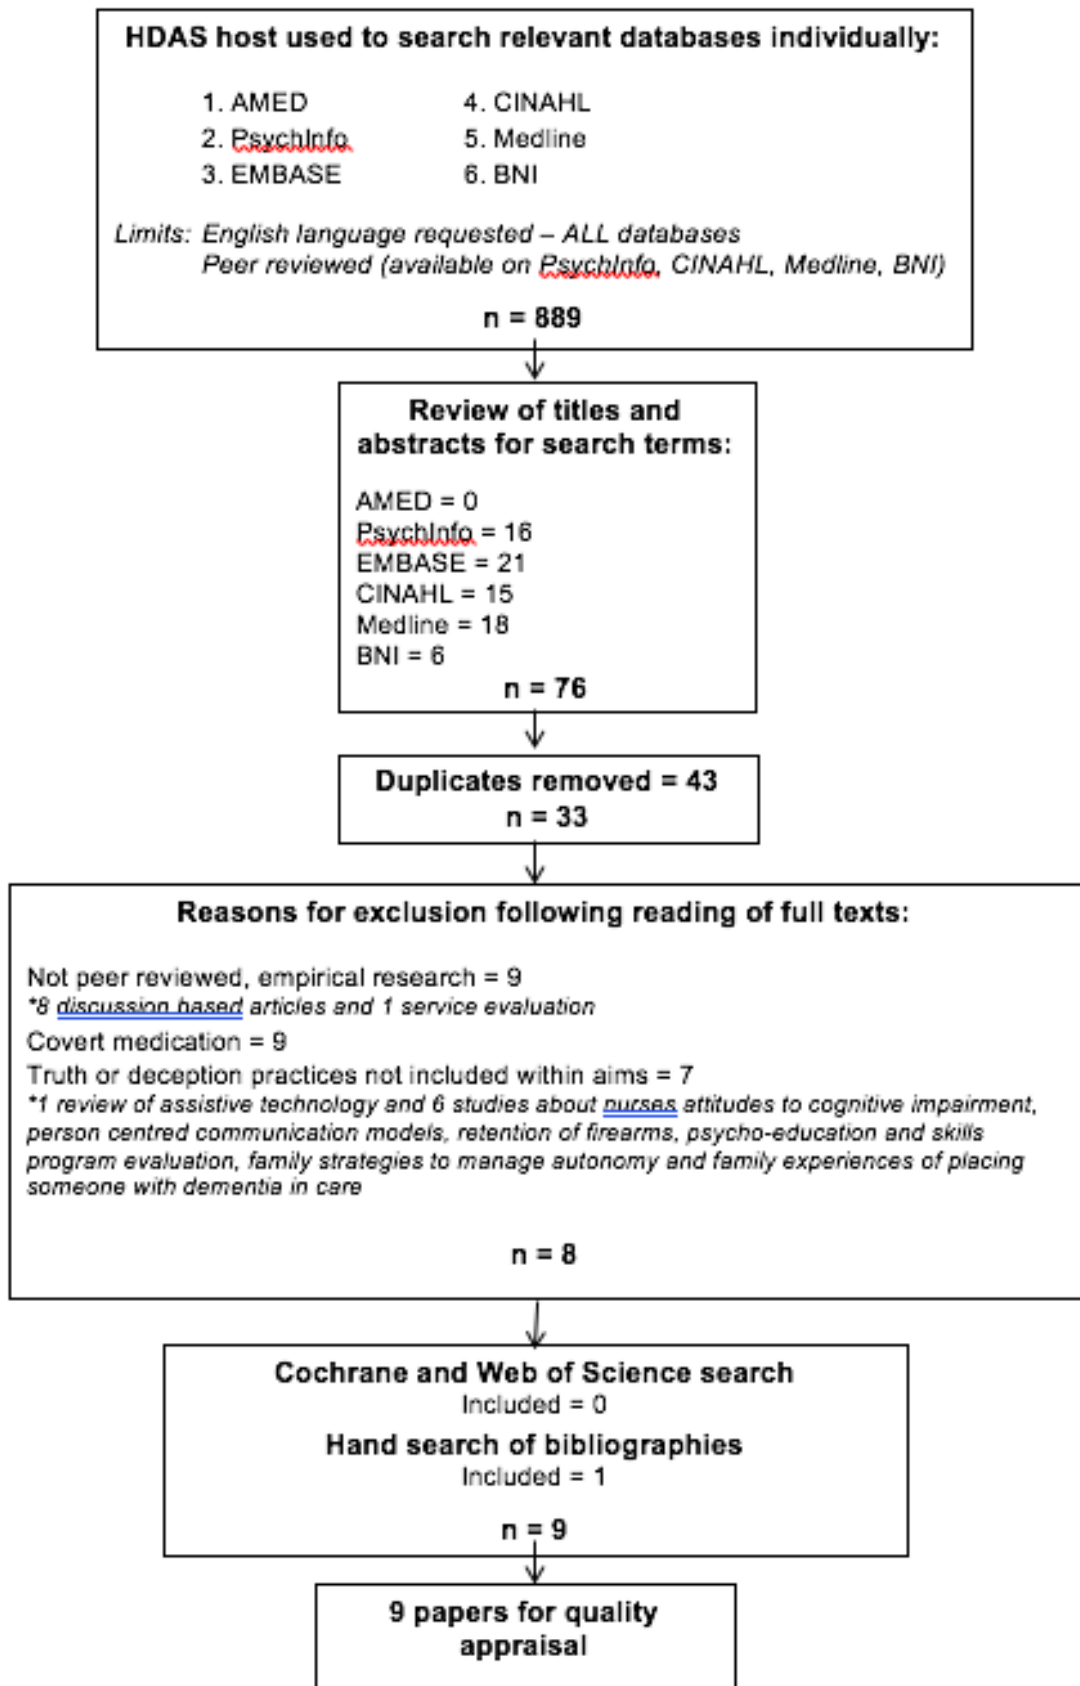 HDAS host used to search relevant databases individually:
1. AMED 4. CINAHL
2. PsychInfo 5. Medline
3. EMBASE 6. BNI
Limits: English language requested – ALL databases
Peer reviewed (available on PsychInfo, CINAHL, Medline, BNI)
n = 889
Review of titles and
abstracts for search terms:
AMED = 0
PsychInfo = 16
EMBASE = 21
CINAHL = 15
Medline = 18
BNI = 6
n = 76
Duplicates removed = 43
n = 33
Reasons for exclusion following reading of full texts:
Not peer reviewed, empirical research = 9
*8 discussion based articles and 1 service evaluation
Covert medication = 9
Truth or deception practices not included within aims = 7
*1 review of assistive technology and 6 studies about nurses attitudes to cognitive impairment,
person centred communication models, retention of firearms, psycho-education and skills
program evaluation, family strategies to manage autonomy and family experiences of placing
someone with dementia in care
n = 8
Cochrane and Web of Science search
Included = 0
Hand search of bibliographies
Included = 1
n = 9
9 papers for quality
appraisal